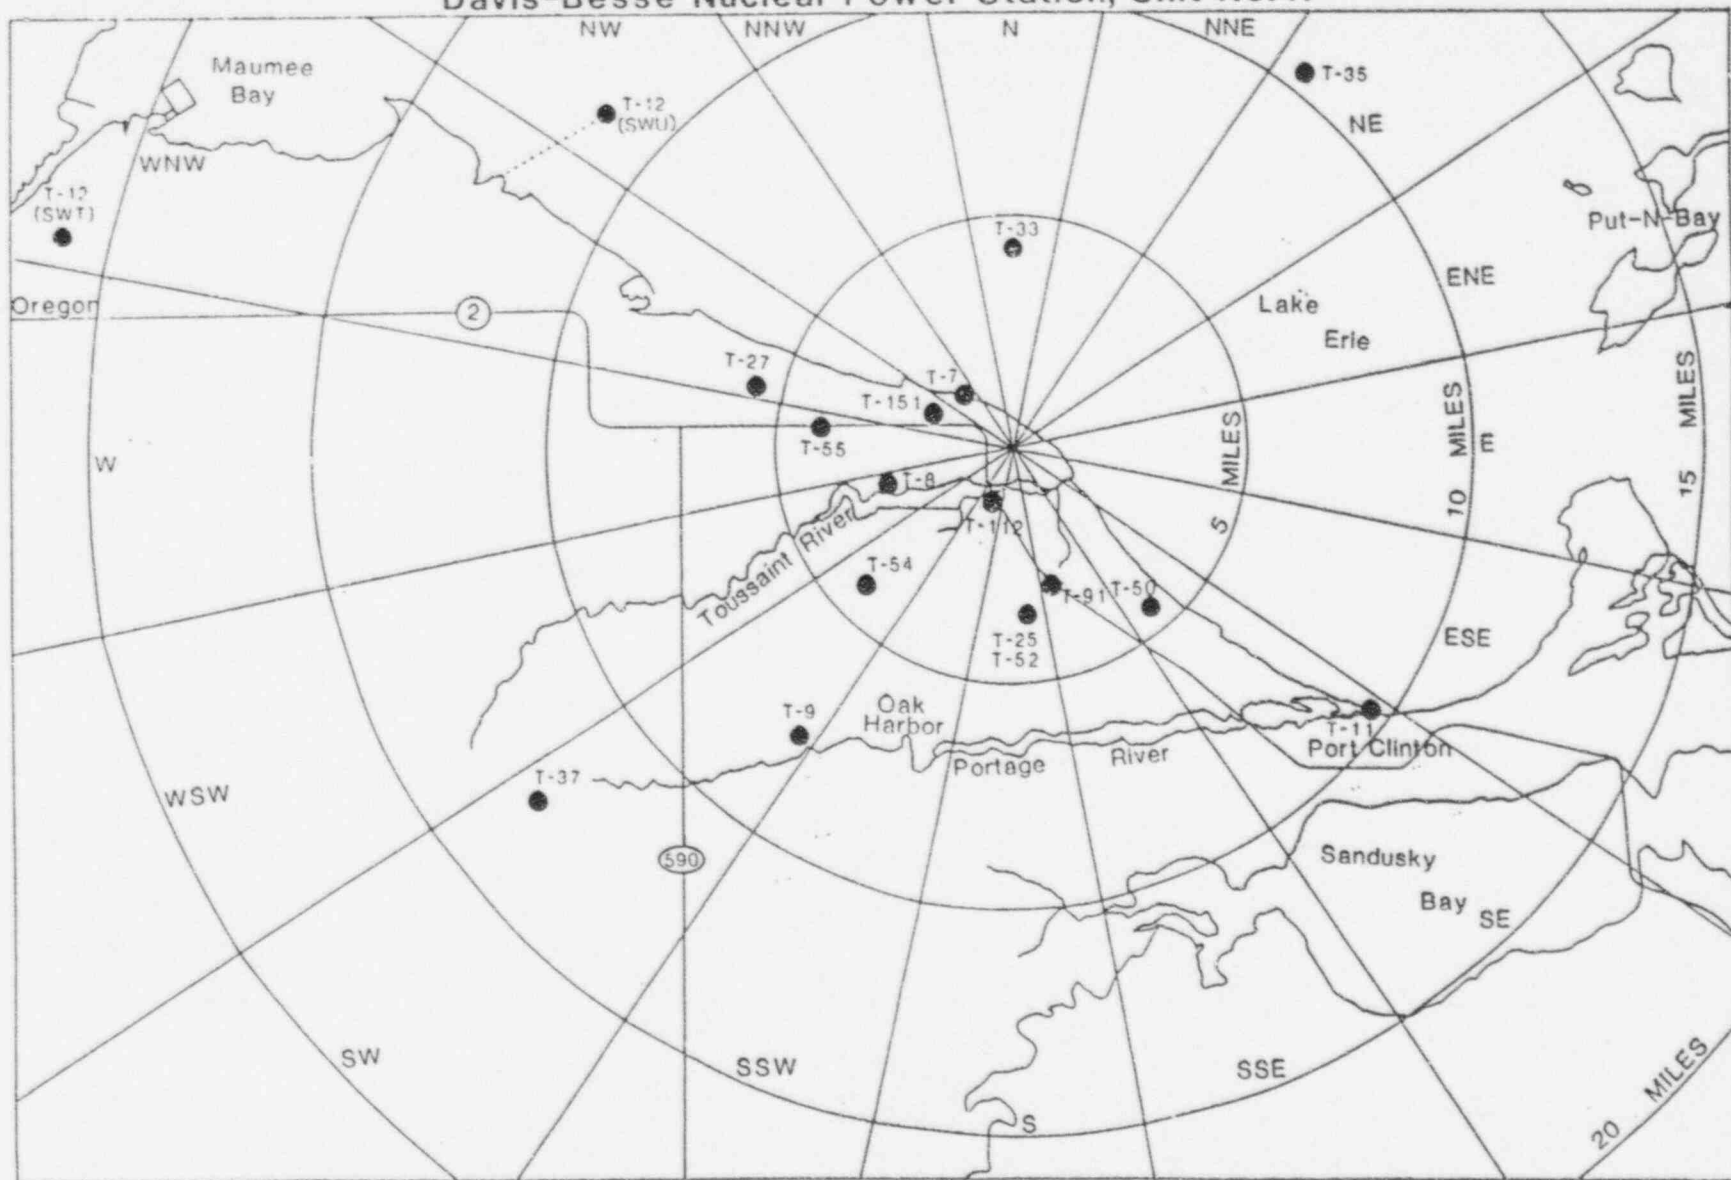 NW
NNW
N
NNE
Maumee
Bay
T-12
(SWU)
T-35
NE
WNW
T-12
(SWT)
T-33
Put-N-Bay
Oregon
2
ENE
Lake
Erie
T-27
T-7
T-151
T-55
MILES
5
MILES
10
MILES
15
E
W
T-8
T-112
Toussaint River
T-54
T-91
T-50
T-25
T-52
ESE
T-9
Oak
Harbor
T-11
Port Clinton
Portage River
T-37
WSW
590
Sandusky
Bay
SE
SW
SSW
SSE
S
20 MILES